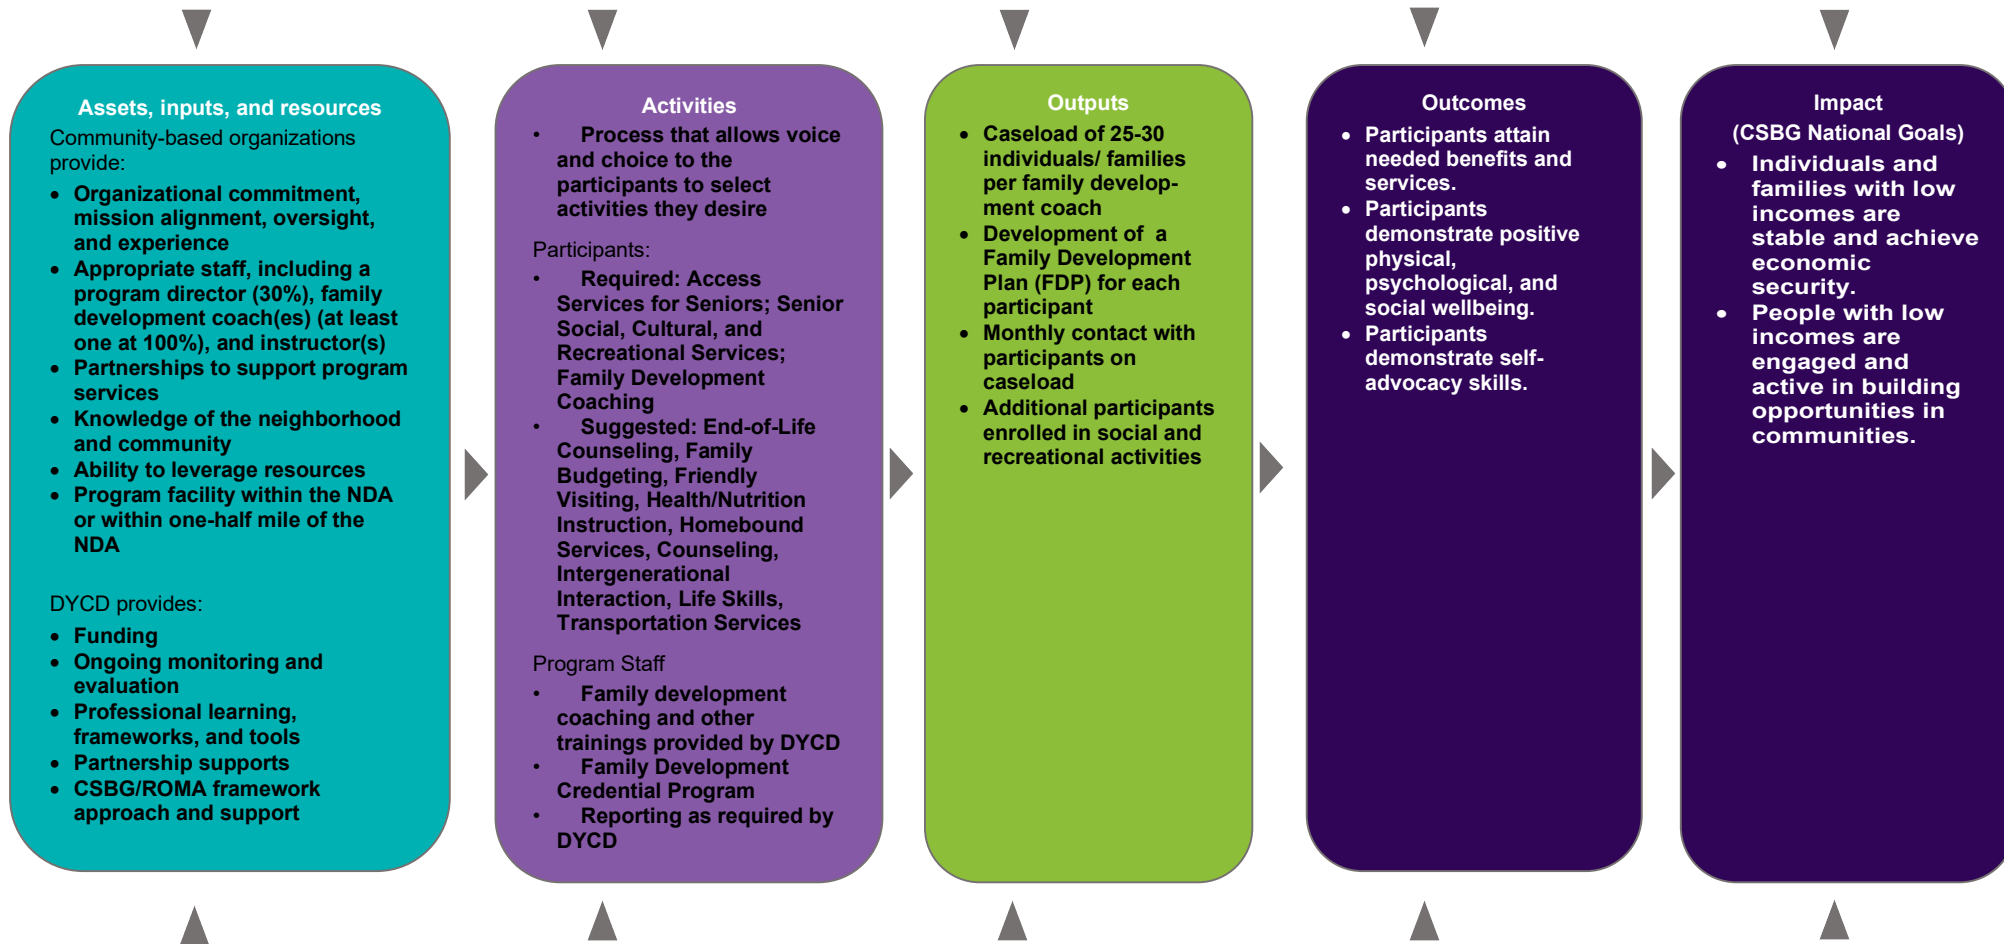 Assets, inputs, and resources
Community-based organizations
provide:
• Organizational commitment,
mission alignment, oversight,
and experience
• Appropriate staff, including a
program director (30%), family
development coach(es) (at least
one at 100%), and instructor(s)
• Partnerships to support program
services
• Knowledge of the neighborhood
and community
• Ability to leverage resources
• Program facility within the NDA
or within one-half mile of the
NDA
DYCD provides:
• Funding
• Ongoing monitoring and
evaluation
• Professional learning,
frameworks, and tools
• Partnership supports
• CSBG/ROMA framework
approach and support
Activities
• Process that allows voice
and choice to the
participants to select
activities they desire
Participants:
• Required: Access
Services for Seniors; Senior
Social, Cultural, and
Recreational Services;
Family Development
Coaching
• Suggested: End-of-Life
Counseling, Family
Budgeting, Friendly
Visiting, Health/Nutrition
Instruction, Homebound
Services, Counseling,
Intergenerational
Interaction, Life Skills,
Transportation Services
Program Staff
• Family development
coaching and other
trainings provided by DYCD
• Family Development
Credential Program
• Reporting as required by
DYCD
Outputs
• Caseload of 25-30
individuals/ families
per family develop-
ment coach
• Development of a
Family Development
Plan (FDP) for each
participant
• Monthly contact with
participants on
caseload
• Additional participants
enrolled in social and
recreational activities
Outcomes
• Participants attain
needed benefits and
services.
• Participants
demonstrate positive
physical,
psychological, and
social wellbeing.
• Participants
demonstrate self-
advocacy skills.
Impact
(CSBG National Goals)
• Individuals and
families with low
incomes are
stable and achieve
economic
security.
• People with low
incomes are
engaged and
active in building
opportunities in
communities.